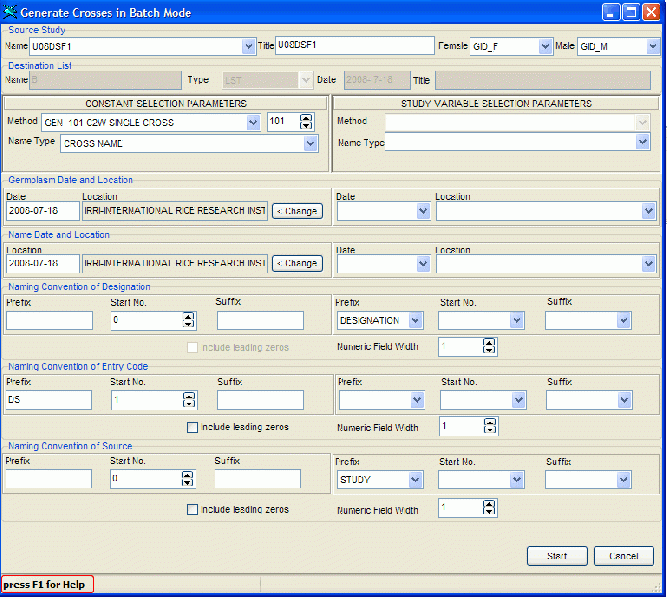 Generate Crosses in Batch Mode
Source Study
Name U08DSF1 Title U08DSF1 Female GID_F Male GID_M
Destination List
Name B Type LST Date 2008-7-18 Title
CONSTANT SELECTION PARAMETERS STUDY VARIABLE SELECTION PARAMETERS
Method GEN 101 C2W SINGLE CROSS 101 Method
Name Type CROSS NAME Name Type
Germplasm Date and Location
Date Location Date Location
2008-07-18 IRRI-INTERNATIONAL RICE RESEARCH INST < Change
Name Date and Location
Location Date Location
2008-07-18 IRRI-INTERNATIONAL RICE RESEARCH INST < Change
Naming Convention of Designation
Prefix Start No. Suffix Prefix Start No. Suffix
0 DESIGNATION
Include leading zeros Numeric Field Width 1
Naming Convention of Entry Code
Prefix Start No. Suffix Prefix Start No. Suffix
DS 1
Include leading zeros Numeric Field Width 1
Naming Convention of Source
Prefix Start No. Suffix Prefix Start No. Suffix
0 STUDY
Include leading zeros Numeric Field Width 1
Start Cancel
press F1 for Help